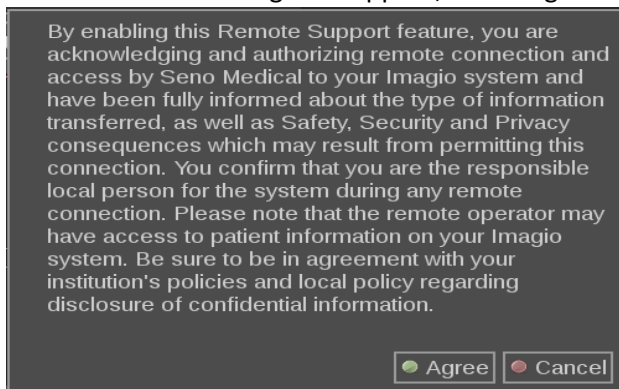 By enabling this Remote Support feature, you are
acknowledging and authorizing remote connection and
access by Seno Medical to your Imagio system and
have been fully informed about the type of information
transferred, as well as Safety, Security and Privacy
consequences which may result from permitting this
connection. You confirm that you are the responsible
local person for the system during any remote
connection. Please note that the remote operator may
have access to patient information on your Imagio
system. Be sure to be in agreement with your
institution's policies and local policy regarding
disclosure of confidential information.
Agree Cancel